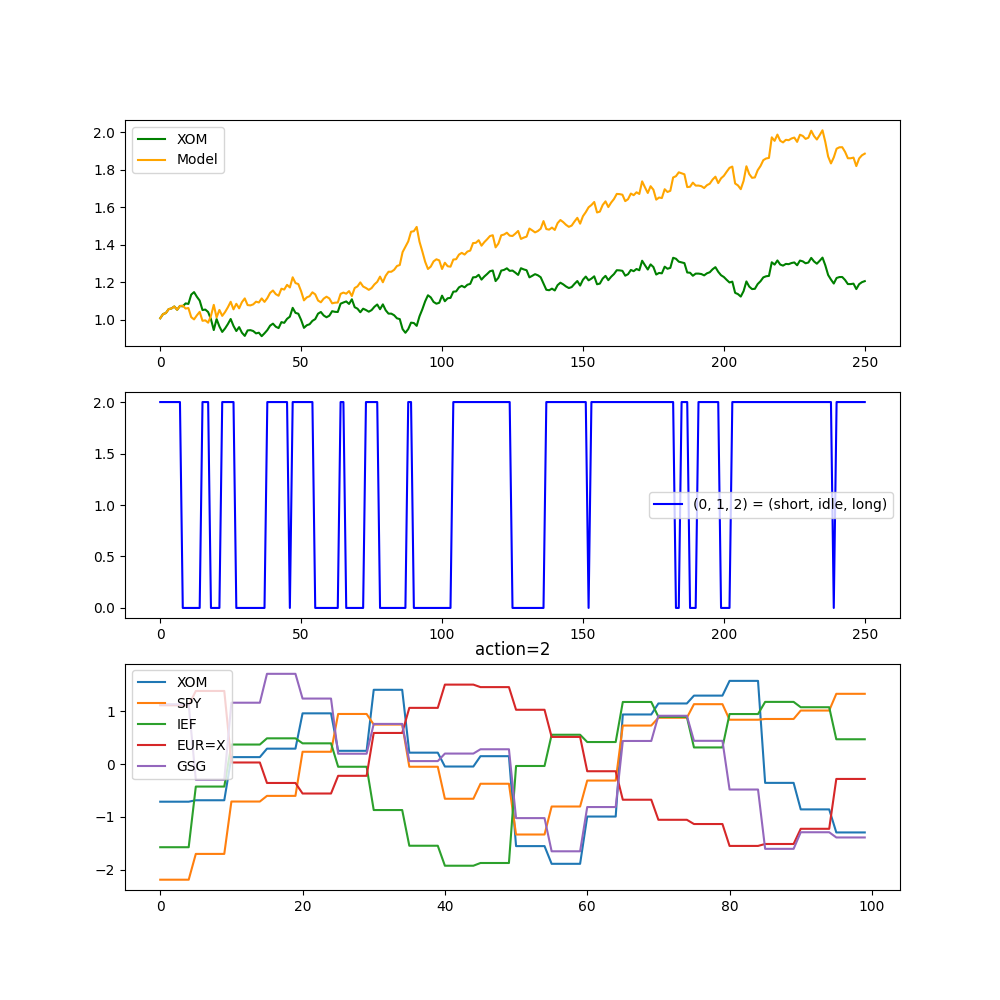 2.0
1.8
1.6
1.4
1.2
1.0
XOM
Model
0 50 100 150 200 250
2.0
1.5
1.0
0.5
0.0
(0, 1, 2) = (short, idle, long)
0 50 100 150 200 250
action=2
1
0
−1
−2
XOM
SPY
IEF
EUR=X
GSG
0 20 40 60 80 100